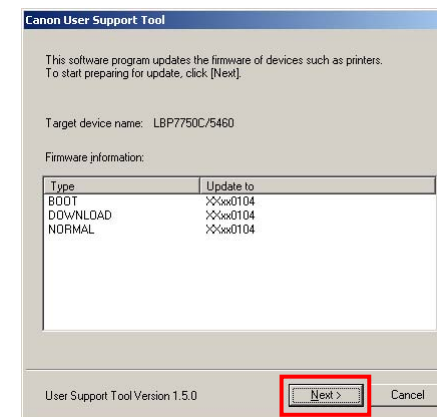 Canon User Support Tool
This software program updates the firmware of devices such as printers.
To start preparing for update, click [Next].
Target device name: LBP7750C/5460
Firmware information:
Type Update to
BOOT XXxx0104
DOWNLOAD XXxx0104
NORMAL XXxx0104
User Support Tool Version 1.5.0 Next > Cancel